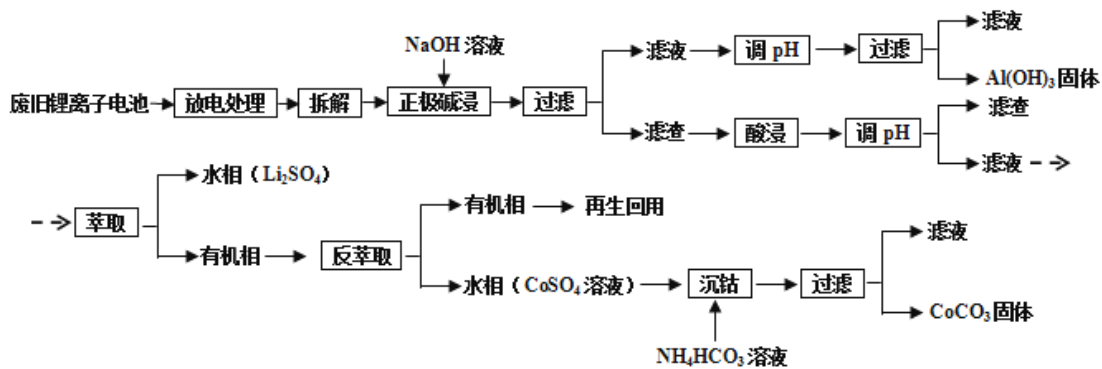 NaOH 溶液
滤液
调 pH
过滤
滤液
Al(OH)₃ 固体
废旧锂离子电池
放电处理
拆解
正极碱浸
过滤
滤查
酸浸
调 pH
滤查
滤液
水相（Li₂SO₄）
萃取
有机相
反萃取
有机相
再生回用
水相（CoSO₄ 溶液）
沉钴
过滤
滤液
CoCO₃ 固体
NH₄HCO₃ 溶液